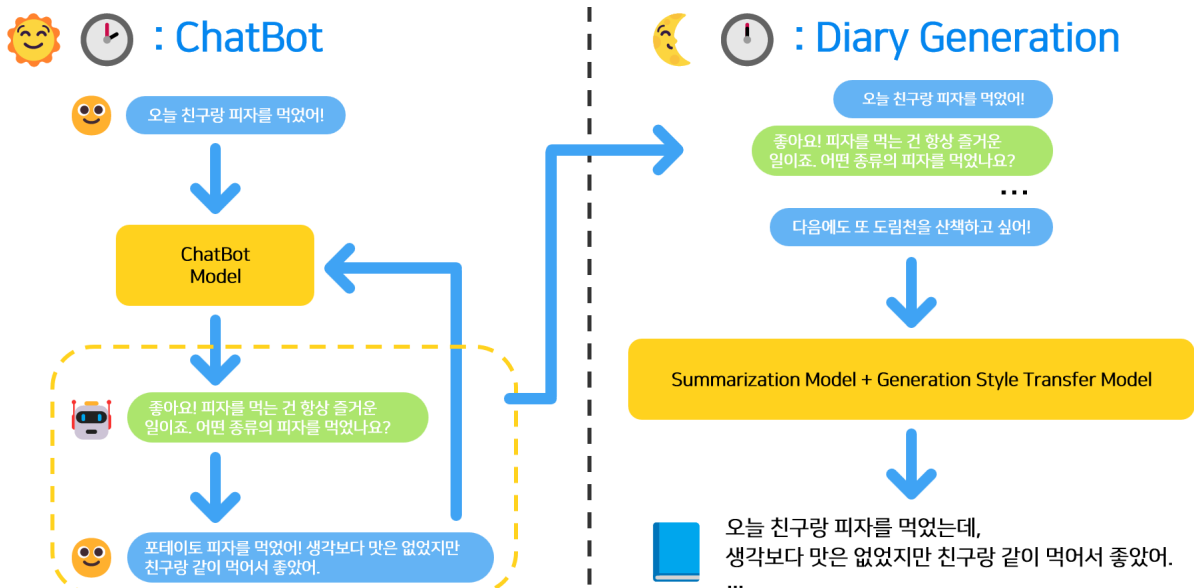 : ChatBot
오늘 친구랑 피자를 먹었어!
ChatBot
Model
좋아요! 피자를 먹는 건 항상 즐거운
일이죠. 어떤 종류의 피자를 먹었나요?
포테이토 피자를 먹었어! 생각보다 맛은 없었지만
친구랑 같이 먹어서 좋았어.
: Diary Generation
오늘 친구랑 피자를 먹었어!
좋아요! 피자를 먹는 건 항상 즐거운
일이죠. 어떤 종류의 피자를 먹었나요?
...
다음에도 또 도림천을 산책하고 싶어!
Summarization Model + Generation Style Transfer Model
오늘 친구랑 피자를 먹었는데,
생각보다 맛은 없었지만 친구랑 같이 먹어서 좋았어.
...